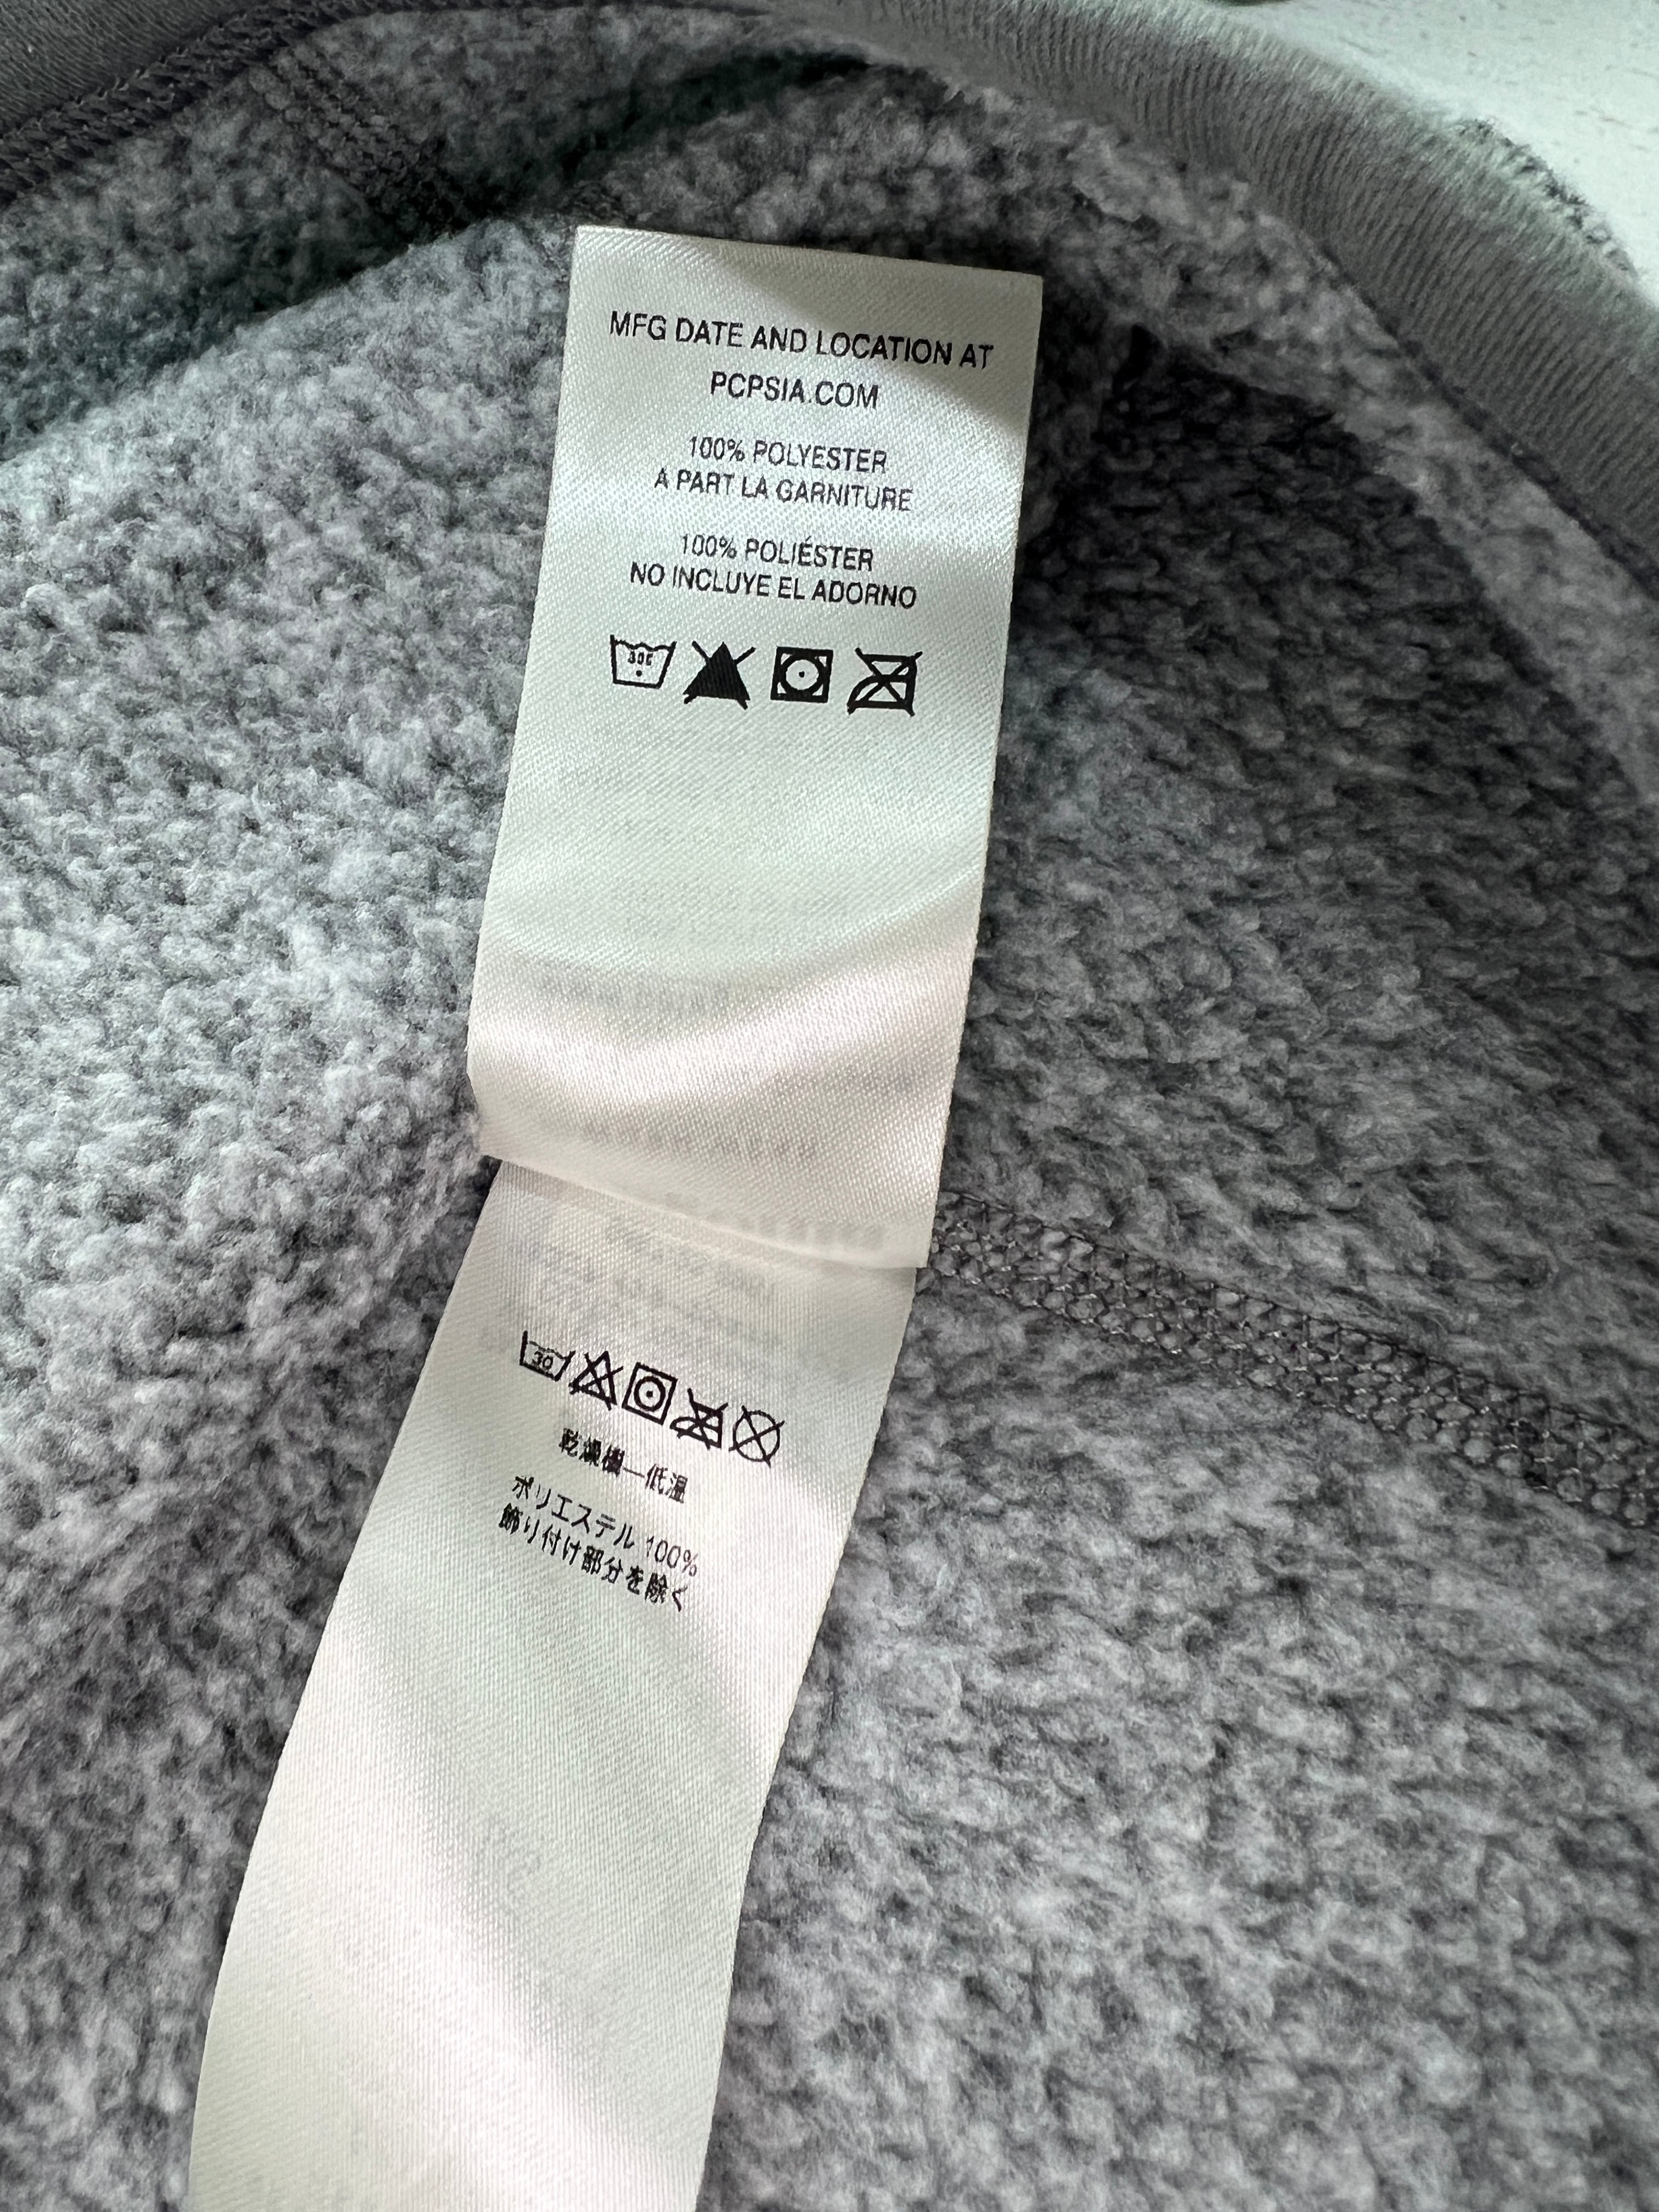 MFG DATE AND LOCATION AT
PCPSIA.COM
100% POLYESTER
A PART LA GARNITURE
100% POLIÉSTER
NO INCLUYE EL ADORNO
30C
30
乾燥機—低温
ポリエステル 100%
飾り付け部分を除く